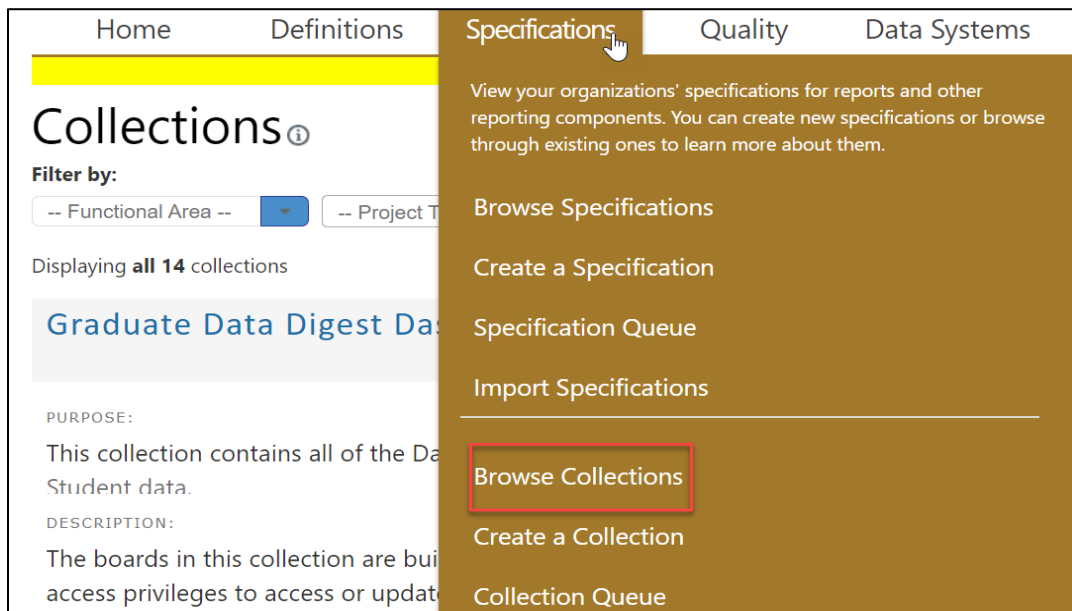 Home Definitions Specifications Quality Data Systems
Collections
Filter by:
-- Functional Area --
-- Project T
Displaying all 14 collections
Graduate Data Digest Das
PURPOSE:
This collection contains all of the Da
Student data.
DESCRIPTION:
The boards in this collection are bui
access privileges to access or updat
View your organizations' specifications for reports and other
reporting components. You can create new specifications or browse
through existing ones to learn more about them.
Browse Specifications
Create a Specification
Specification Queue
Import Specifications
Browse Collections
Create a Collection
Collection Queue